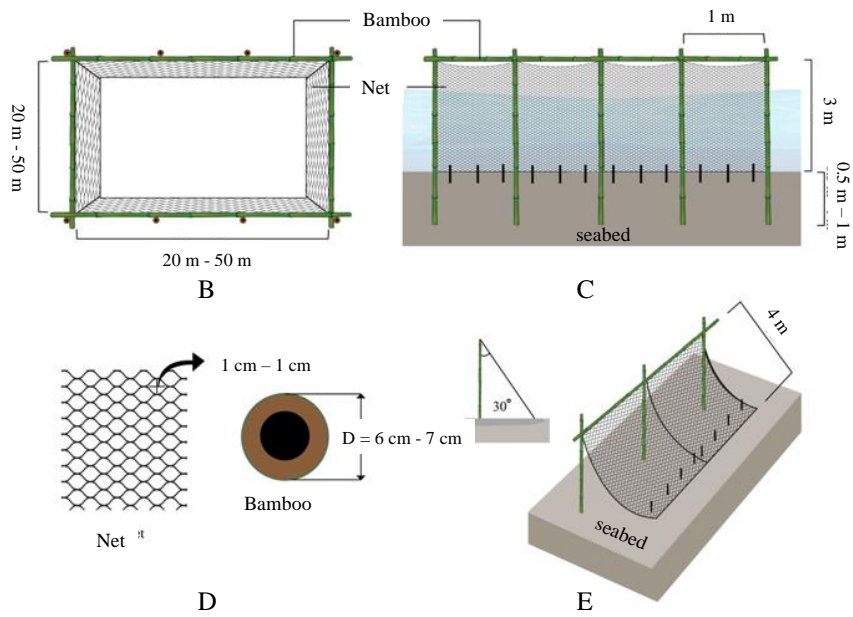 Bamboo
1 m
Net
20 m - 50 m
3 m
0.5 m – 1 m
seabed
20 m - 50 m
B
C
1 cm – 1 cm
D = 6 cm - 7 cm
Bamboo
Net
30°
4 m
seabed
D
E